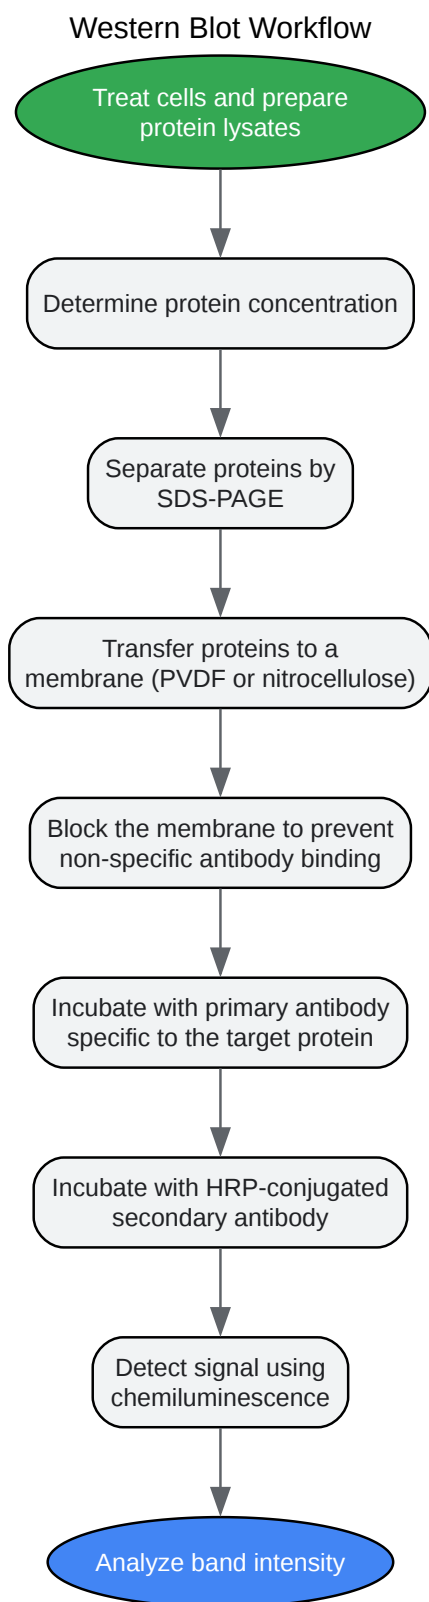 Western Blot Workflow
Treat cells and prepare
protein lysates
Determine protein concentration
Separate proteins by
SDS-PAGE
Transfer proteins to a
membrane (PVDF or nitrocellulose)
Block the membrane to prevent
non-specific antibody binding
Incubate with primary antibody
specific to the target protein
Incubate with HRP-conjugated
secondary antibody
Detect signal using
chemiluminescence
Analyze band intensity